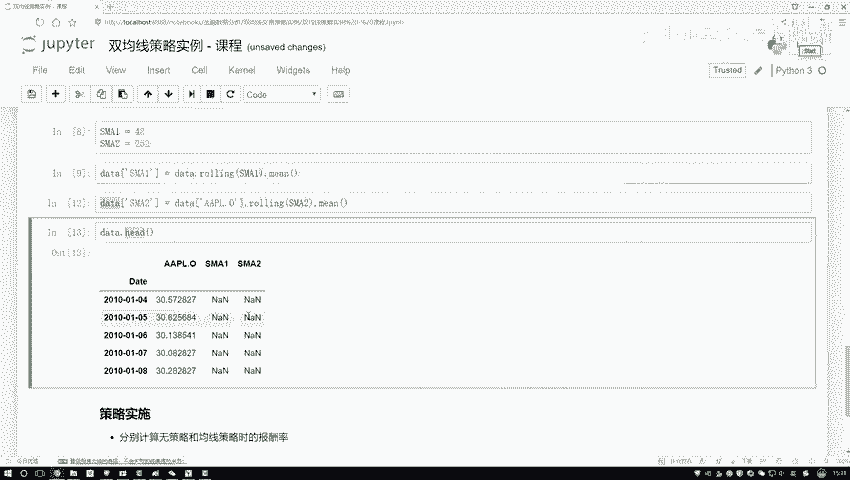 jupyter 双均线策略实例 - 课程 (unsaved changes)
File Edit View Insert Cell Kernel Widgets Help
Trusted Python 3
Code
In [8]: SMA1 = 42
SMA2 = 252
In [9]: data['SMA1'] = data.rolling(SMA1).mean()
In [12]: data['SMA2'] = data['AAPL.O'].rolling(SMA2).mean()
In [13]: data.head()
Out[13]:
AAPL.O SMA1 SMA2
Date
2010-01-04 30.572827 NaN NaN
2010-01-05 30.625684 NaN NaN
2010-01-06 30.138541 NaN NaN
2010-01-07 30.082827 NaN NaN
2010-01-08 30.282827 NaN NaN
策略实施
• 分别计算无策略和均线策略时的报酬率